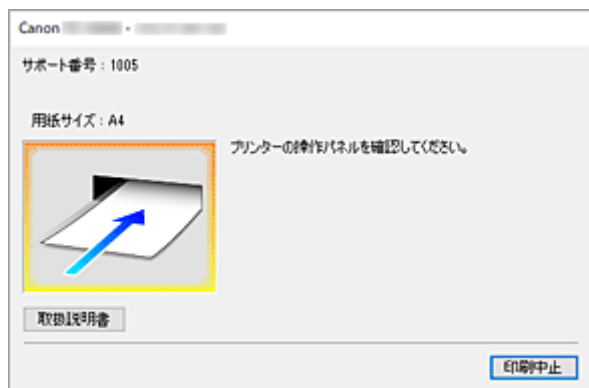 Canon -
サポート番号：1005
用紙サイズ：A4
プリンターの操作パネルを確認してください。
取扱説明書
印刷中止